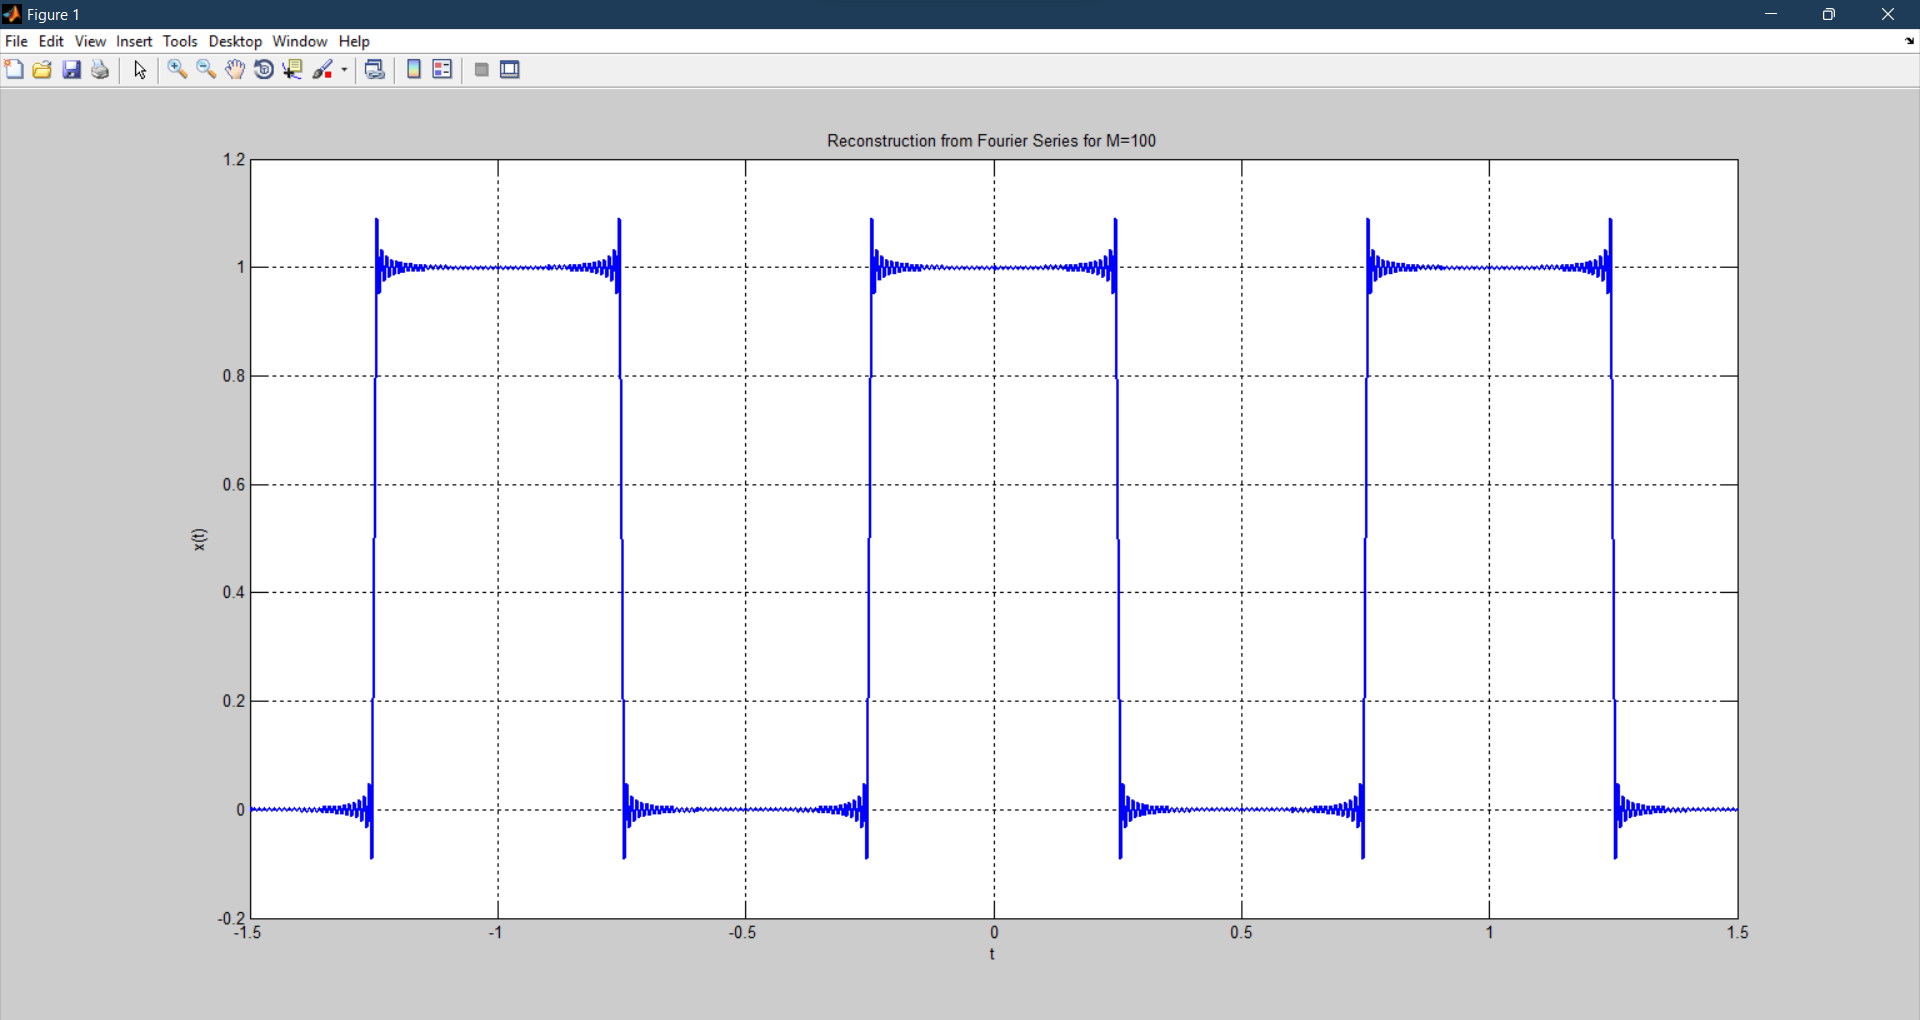 Figure 1
File Edit View Insert Tools Desktop Window Help
Reconstruction from Fourier Series for M=100
1.2
1
0.8
0.6
x(t)
0.4
0.2
0
-0.2
-1.5 -1 -0.5 0 0.5 1 1.5
t